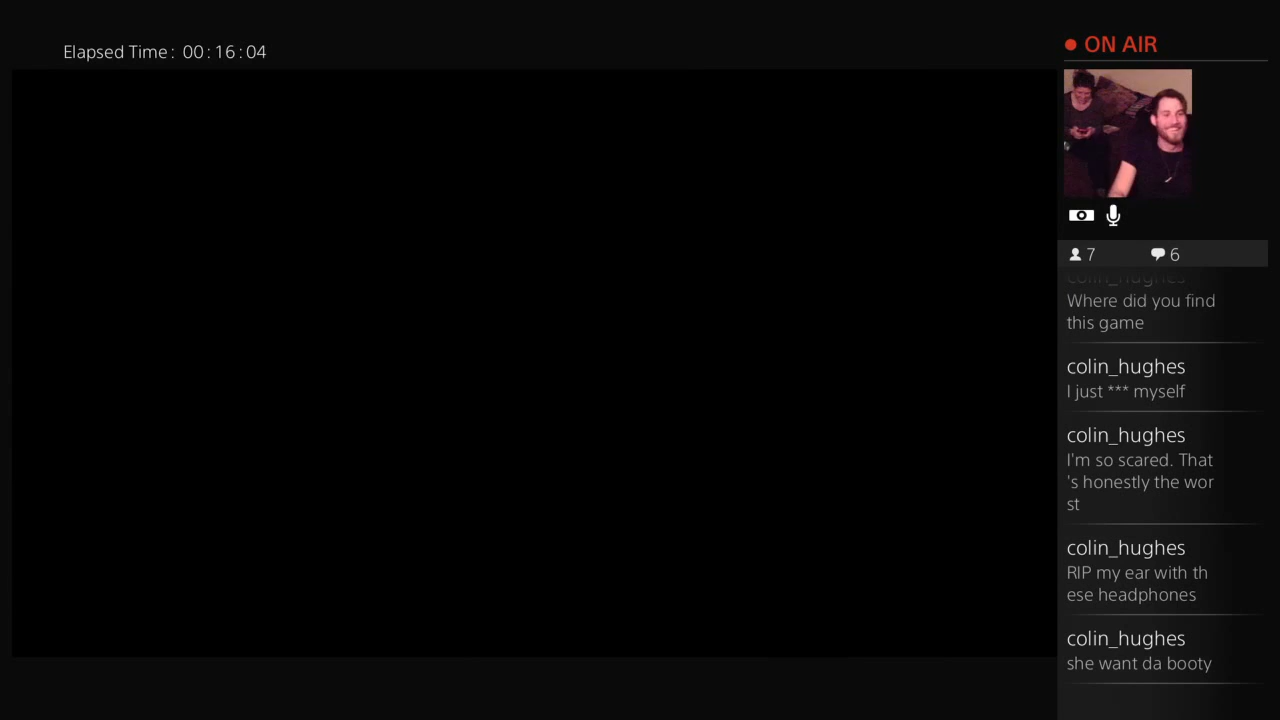 Elapsed Time: 00:16:04
ON AIR
7 6
colin_hughes
Where did you find
this game
colin_hughes
I just *** myself
colin_hughes
I'm so scared. That
's honestly the wor
st
colin_hughes
RIP my ear with th
ese headphones
colin_hughes
she want da booty